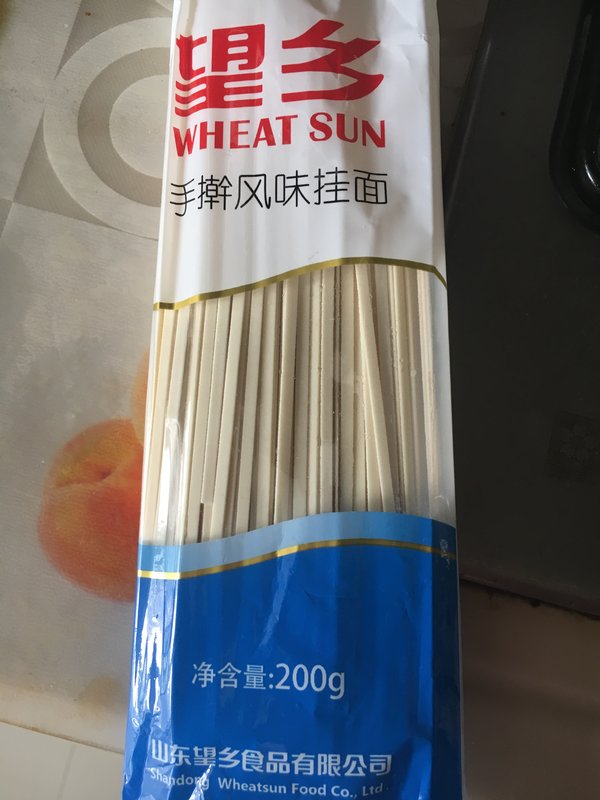 望乡
WHEAT SUN
手擀风味挂面
净含量:200g
山东望乡食品有限公司
Shandong Wheatsun Food Co., Ltd.